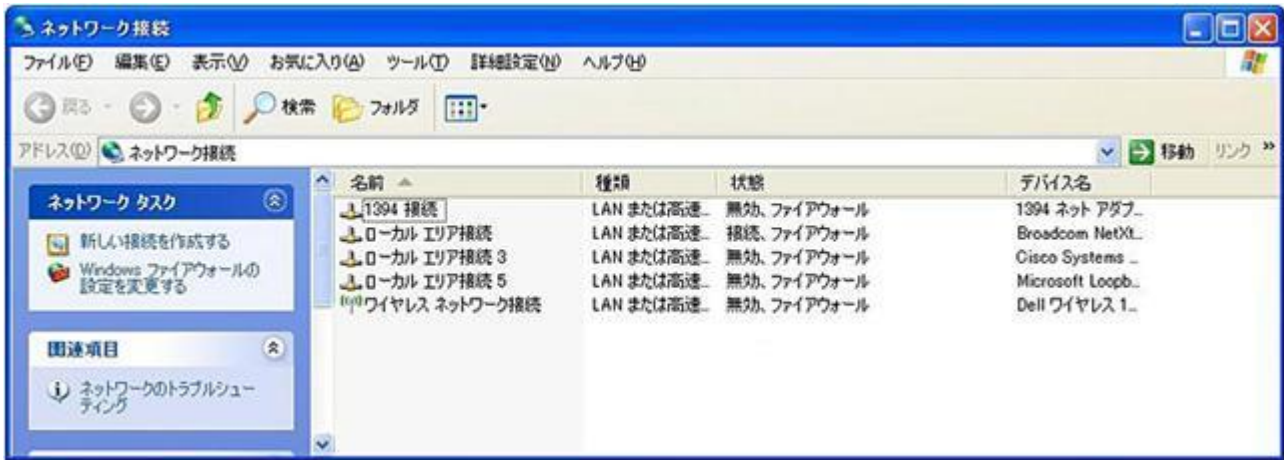 ネットワーク接続
ファイル(F) 編集(E) 表示(V) お気に入り(A) ツール(T) 詳細設定(N) ヘルプ(H)
戻る 検索 フォルダ
アドレス(D) ネットワーク接続 移動 リンク »
ネットワーク タスク
新しい接続を作成する
Windows ファイアウォールの
設定を変更する
関連項目
ネットワークのトラブルシュー
ティング
名前 種類 状態 デバイス名
1394 接続 LAN または高速... 無効、ファイアウォール 1394 ネット アダプ...
ローカル エリア接続 LAN または高速... 接続、ファイアウォール Broadcom NetXt...
ローカル エリア接続 3 LAN または高速... 無効、ファイアウォール Cisco Systems ...
ローカル エリア接続 5 LAN または高速... 無効、ファイアウォール Microsoft Loopb...
ワイヤレス ネットワーク接続 LAN または高速... 無効、ファイアウォール Dell ワイヤレス 1...